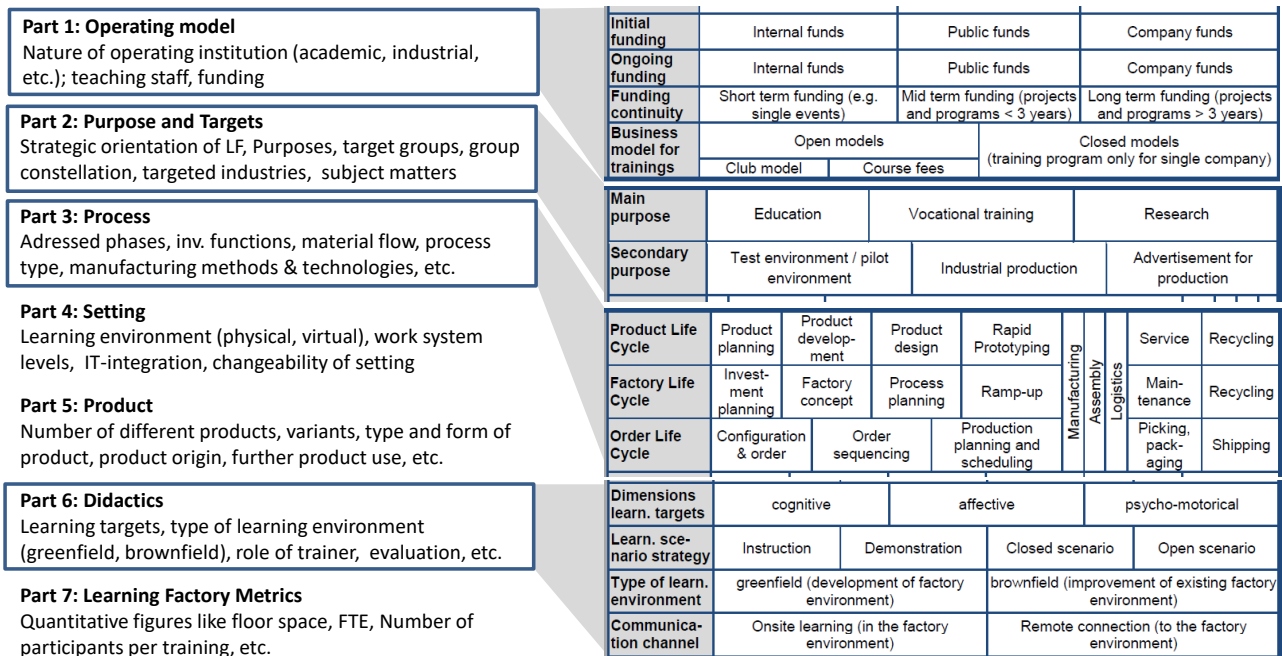 Part 1: Operating model
Nature of operating institution (academic, industrial,
etc.); teaching staff, funding
Part 2: Purpose and Targets
Strategic orientation of LF, Purposes, target groups, group
constellation, targeted industries, subject matters
Part 3: Process
Adressed phases, inv. functions, material flow, process
type, manufacturing methods & technologies, etc.
Part 4: Setting
Learning environment (physical, virtual), work system
levels, IT-integration, changeability of setting
Part 5: Product
Number of different products, variants, type and form of
product, product origin, further product use, etc.
Part 6: Didactics
Learning targets, type of learning environment
(greenfield, brownfield), role of trainer, evaluation, etc.
Part 7: Learning Factory Metrics
Quantitative figures like floor space, FTE, Number of
participants per training, etc.
Initial
funding
Internal funds
Public funds
Company funds
Ongoing
funding
Internal funds
Public funds
Company funds
Funding
continuity
Short term funding (e.g.
single events)
Mid term funding (projects
and programs < 3 years)
Long term funding (projects
and programs > 3 years)
Business
model for
trainings
Open models
Club model
Course fees
Closed models
(training program only for single company)
Main
purpose
Education
Vocational training
Research
Secondary
purpose
Test environment / pilot
environment
Industrial production
Advertisement for
production
Product Life
Cycle
Product
planning
Product
develop-
ment
Product
design
Rapid
Prototyping
Manufacturing
Assembly
Logistics
Service
Recycling
Factory Life
Cycle
Invest-
ment
planning
Factory
concept
Process
planning
Ramp-up
Main-
tenance
Recycling
Order Life
Cycle
Configuration
& order
Order
sequencing
Production
planning and
scheduling
Picking,
pack-
aging
Shipping
Dimensions
learn. targets
cognitive
affective
psycho-motorical
Learn. sce-
nario strategy
Instruction
Demonstration
Closed scenario
Open scenario
Type of learn.
environment
greenfield (development of factory
environment)
brownfield (improvement of existing factory
environment)
Communica-
tion channel
Onsite learning (in the factory
environment)
Remote connection (to the factory
environment)